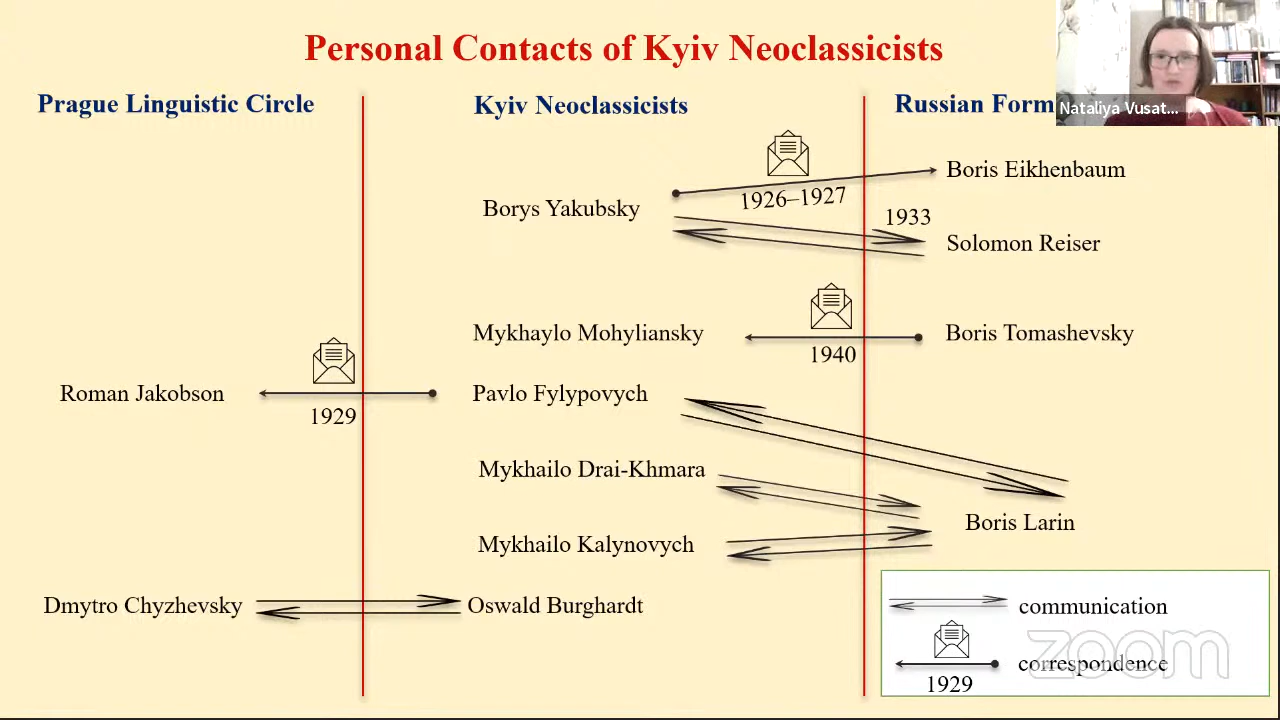 Personal Contacts of Kyiv Neoclassicists
Nataliya Vusat...
Prague Linguistic Circle
Kyiv Neoclassicists
Russian Form
Boris Eikhenbaum
1926–1927
Borys Yakubsky
1933
Solomon Reiser
Mykhaylo Mohyliansky
1940
Boris Tomashevsky
Roman Jakobson
1929
Pavlo Fylypovych
Mykhailo Drai-Khmara
Boris Larin
Mykhailo Kalynovych
Dmytro Chyzhevsky
Oswald Burghardt
communication
correspondence
1929
zoom